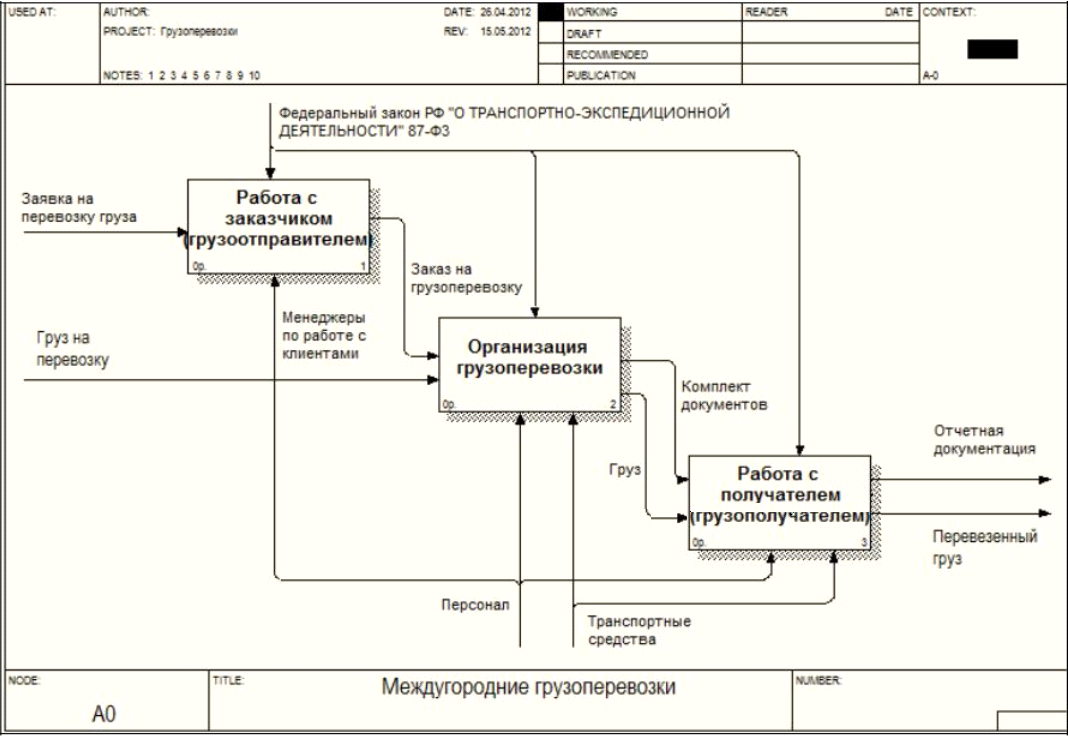 USED AT:
AUTHOR:
DATE: 26.04.2012
PROJECT: Грузоперевозки
REV: 15.05.2012
NOTES: 1 2 3 4 5 6 7 8 9 10
WORKING
DRAFT
RECOMMENDED
PUBLICATION
READER
DATE
CONTEXT:
A-0
Федеральный закон РФ "О ТРАНСПОРТНО-ЭКСПЕДИЦИОННОЙ
ДЕЯТЕЛЬНОСТИ" 87-ФЗ
Заявка на
перевозку груза
Работа с
заказчиком
(грузоотправителем)
0р.
1
Заказ на
грузоперевозку
Менеджеры
по работе с
клиентами
Груз на
перевозку
Организация
грузоперевозки
0р.
2
Комплект
документов
Груз
Работа с
получателем
(грузополучателем)
0р.
3
Отчетная
документация
Перевезенный
груз
Персонал
Транспортные
средства
NODE:
A0
TITLE:
Междугородние грузоперевозки
NUMBER: